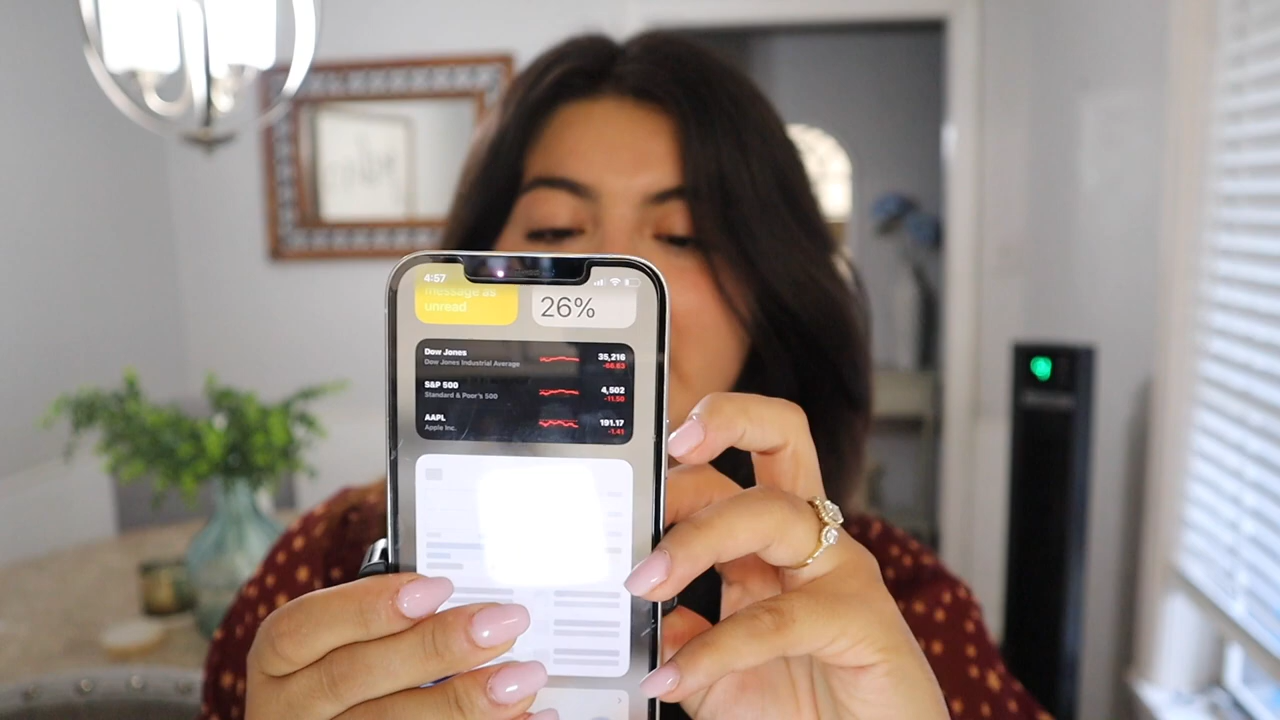 4:57
message as
unread
26%
Dow Jones
Dow Jones Industrial Average
35,216
-66.63
S&P 500
Standard & Poor's 500
4,502
-11.50
AAPL
Apple Inc.
191.17
-1.41